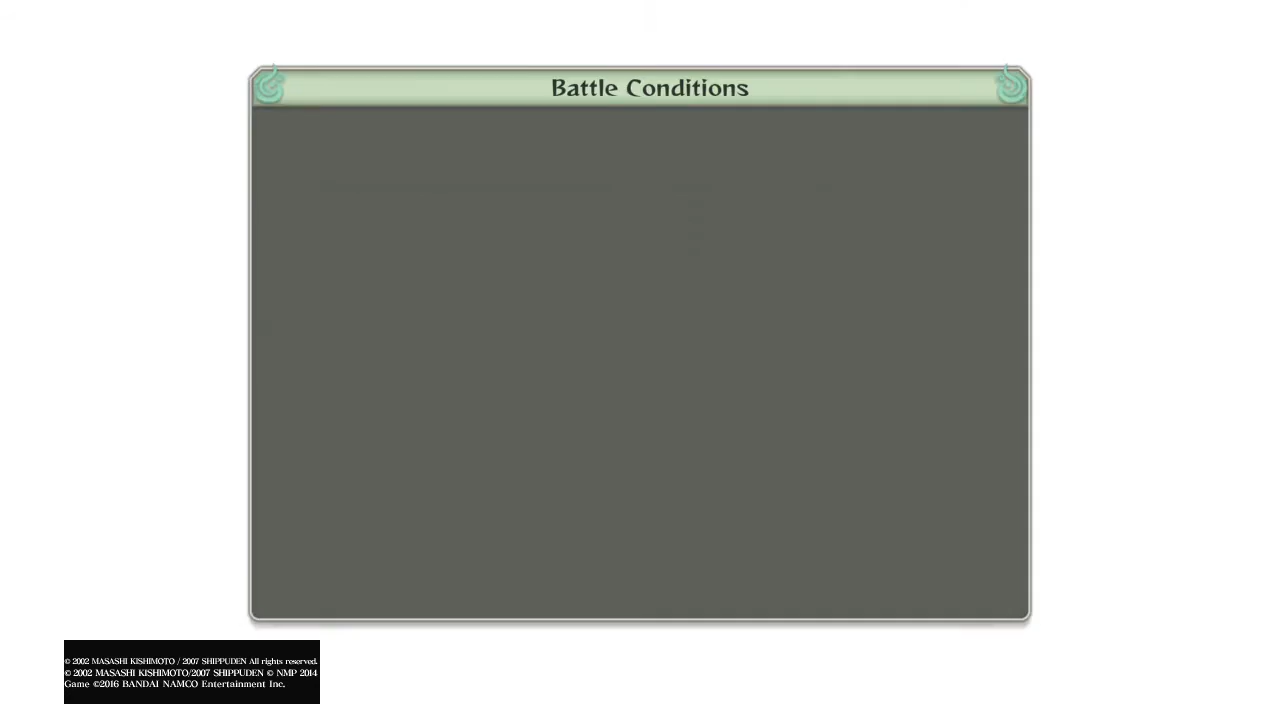 Battle Conditions
© 2002 MASASHI KISHIMOTO / 2007 SHIPPUDEN All rights reserved.
© 2002 MASASHI KISHIMOTO/2007 SHIPPUDEN © NMP 2014
Game ©2016 BANDAI NAMCO Entertainment Inc.